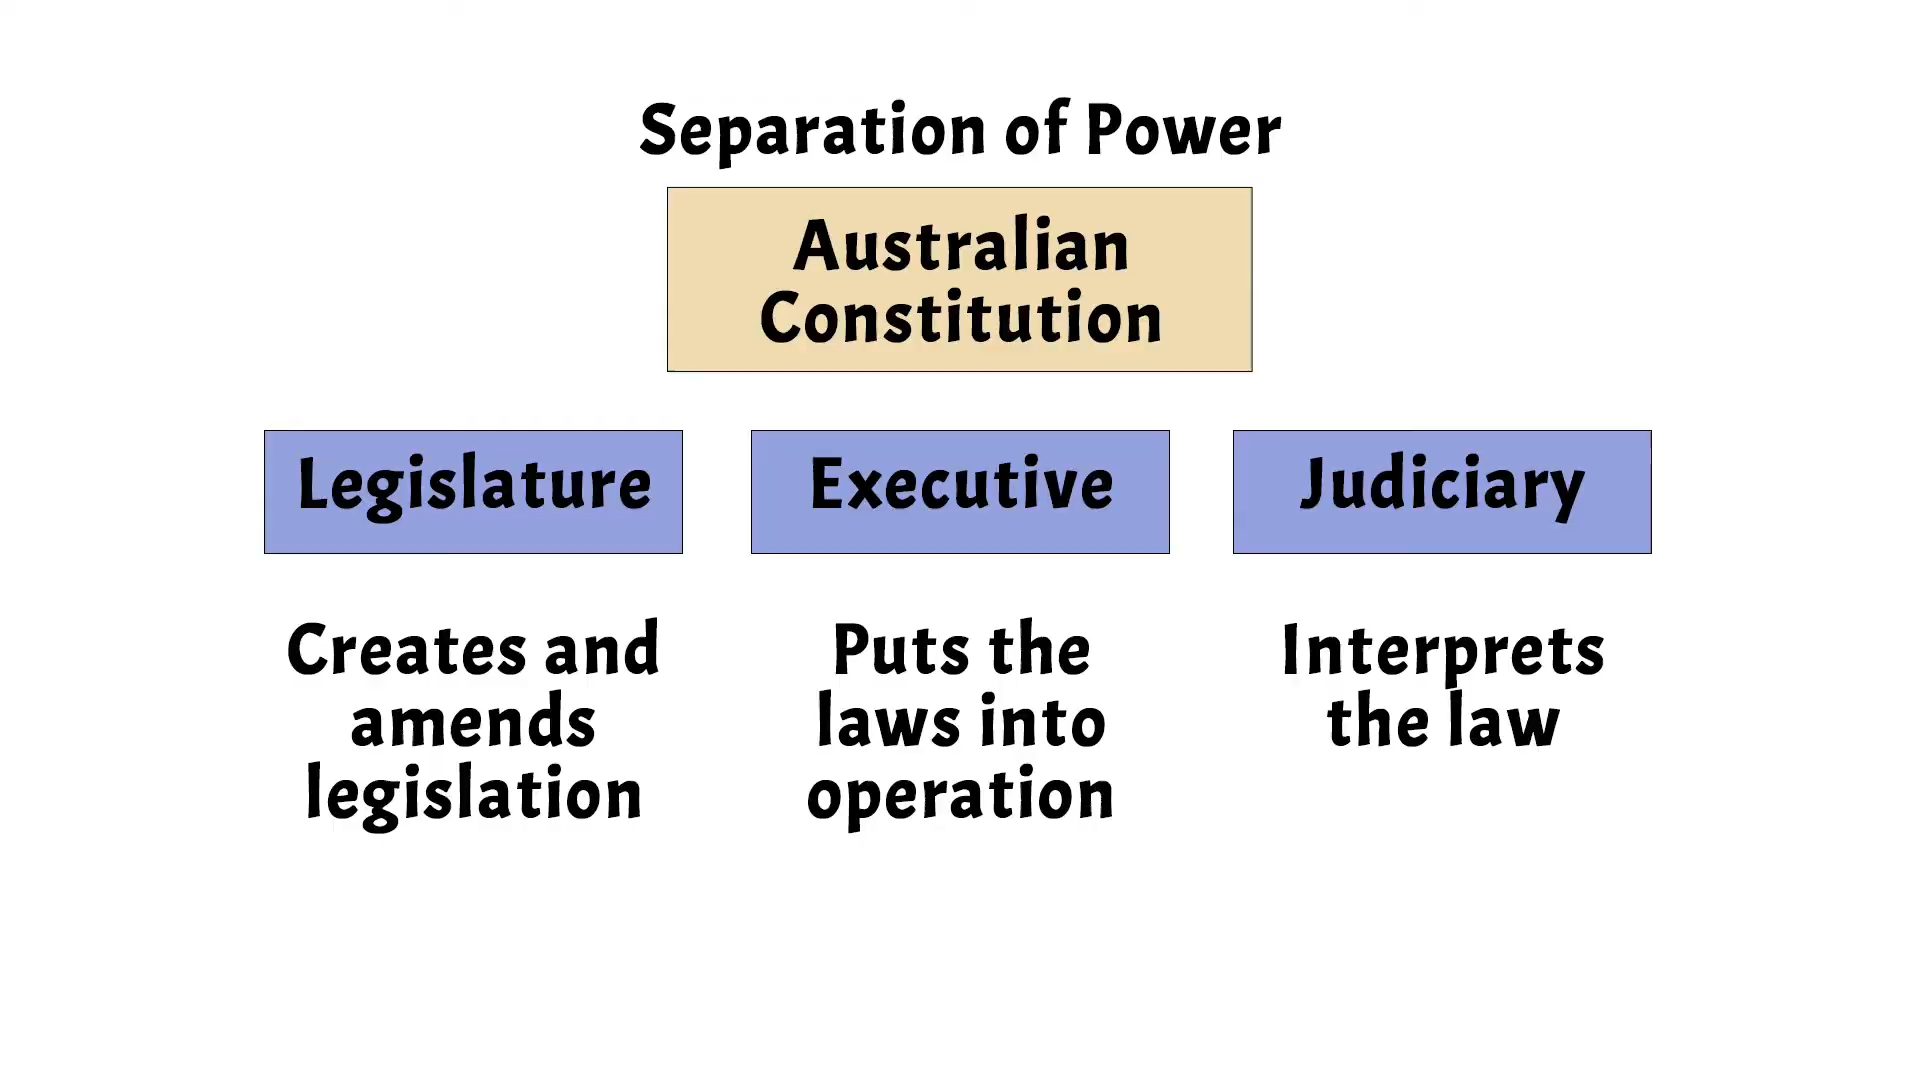 Separation of Power
Australian
Constitution
Legislature
Executive
Judiciary
Creates and
amends
legislation
Puts the
laws into
operation
Interprets
the law